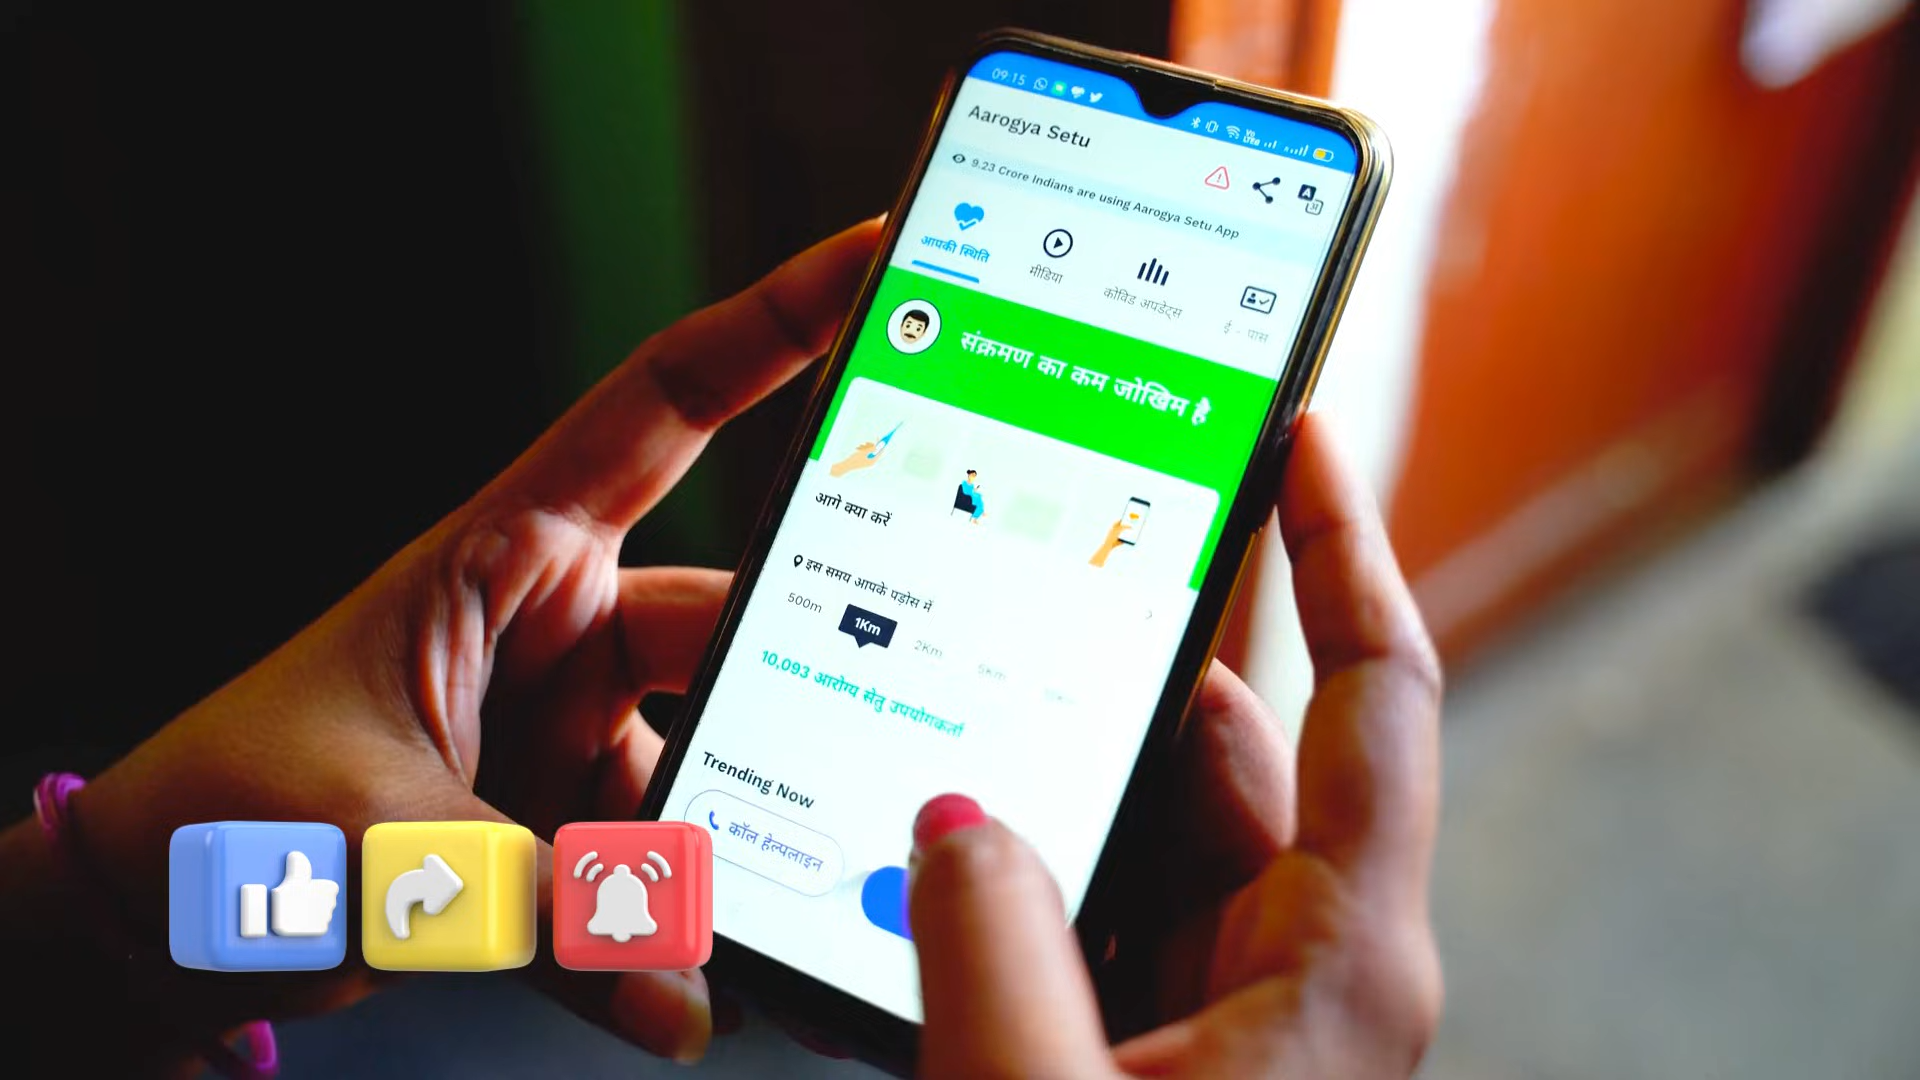 09:15
Aarogya Setu
9.23 Crore Indians are using Aarogya Setu App
आपकी स्थिति
मीडिया
कोविड अपडेट्स
ई - पास
संक्रमण का कम जोखिम है
आगे क्या करें
इस समय आपके पड़ोस में
500m 1Km 2Km 5Km
10,093 आरोग्य सेतु उपयोगकर्ता
Trending Now
कॉल हेल्पलाइन